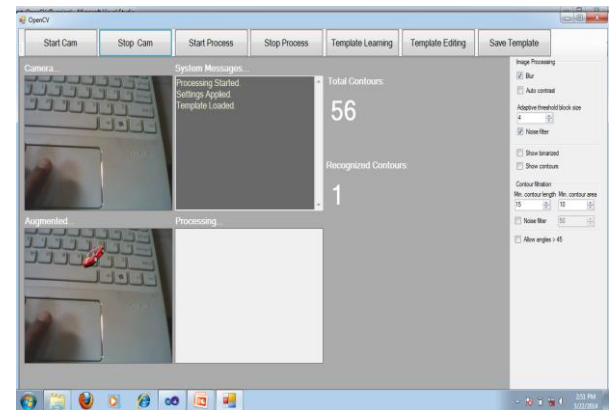 OpenCV
Start Cam
Stop Cam
Start Process
Stop Process
Template Learning
Template Editing
Save Template
Camera...
System Messages...
Processing Started.
Settings Applied.
Template Loaded.
Total Contours:
56
Recognized Contours:
1
Augmented...
Processing...
Image Processing
Blur
Auto contrast
Adaptive threshold block size
4
Noise filter
Show binarized
Show contours
Contour filtration
Min. contour length Min. contour area
15 10
Noise filter 50
Allow angles > 45
2:51 PM